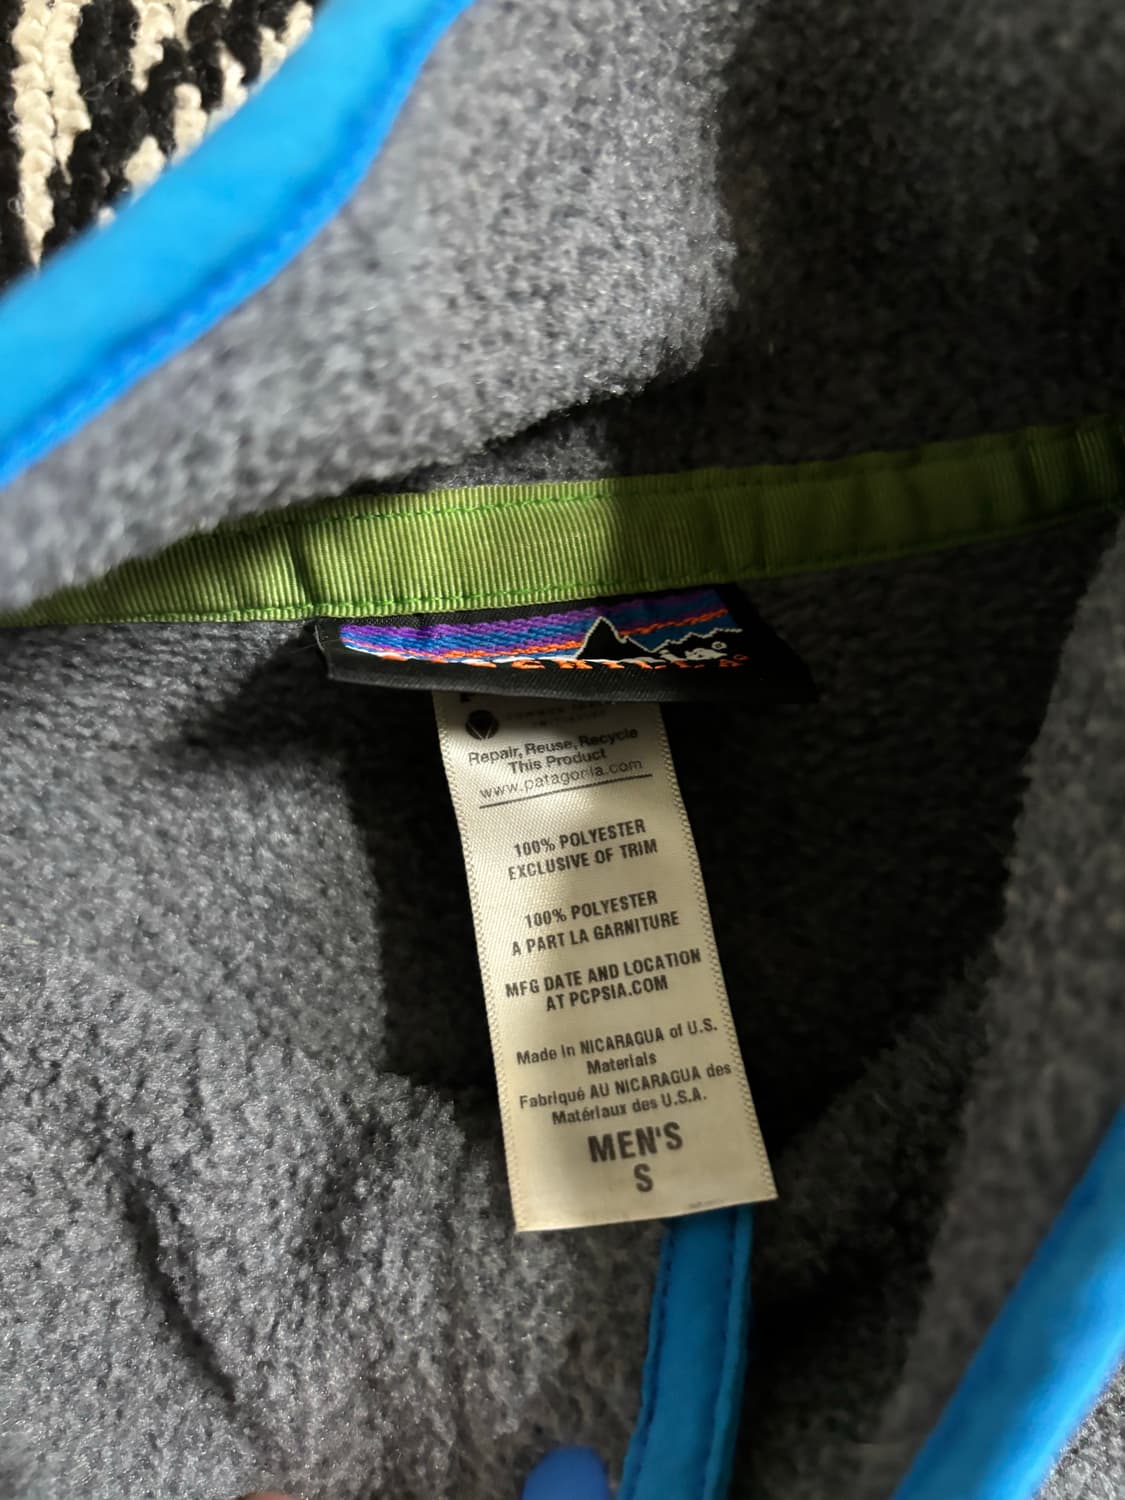 Repair, Reuse, Recycle
This Product
www.patagonia.com
100% POLYESTER
EXCLUSIVE OF TRIM
100% POLYESTER
A PART LA GARNITURE
MFG DATE AND LOCATION
AT PCPSIA.COM
Made in NICARAGUA of U.S.
Materials
Fabriqué AU NICARAGUA des
Matériaux des U.S.A.
MEN'S
S